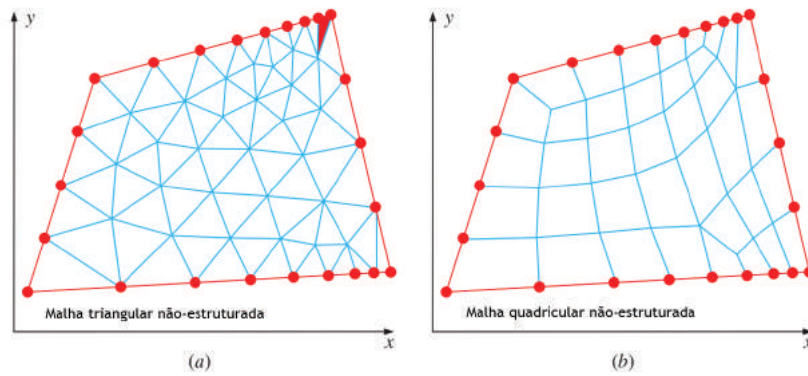 y
Malha triangular não-estruturada
x
(a)
y
Malha quadricular não-estruturada
x
(b)